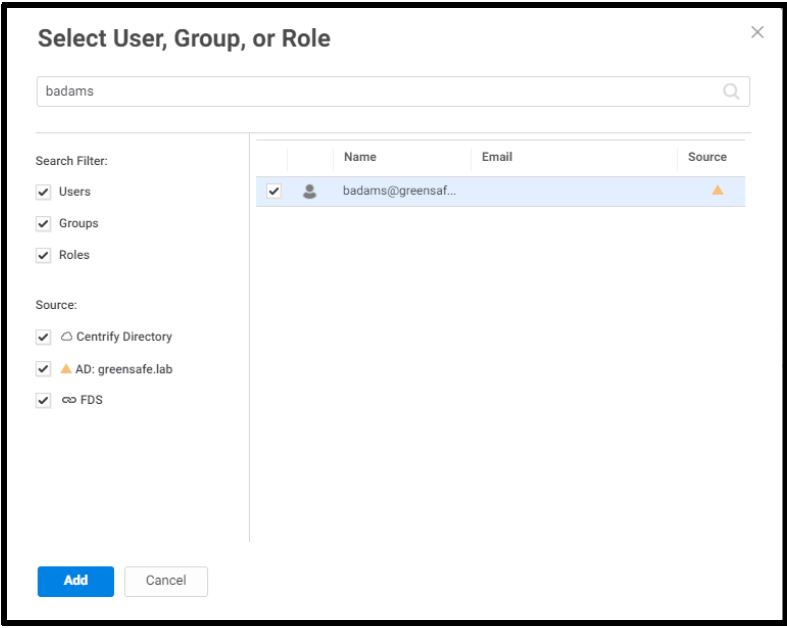 Select User, Group, or Role
badams
Search Filter:
Users
Groups
Roles
Source:
Centrify Directory
AD: greensafe.lab
FDS
Name Email Source
badams@greensaf...
Add Cancel